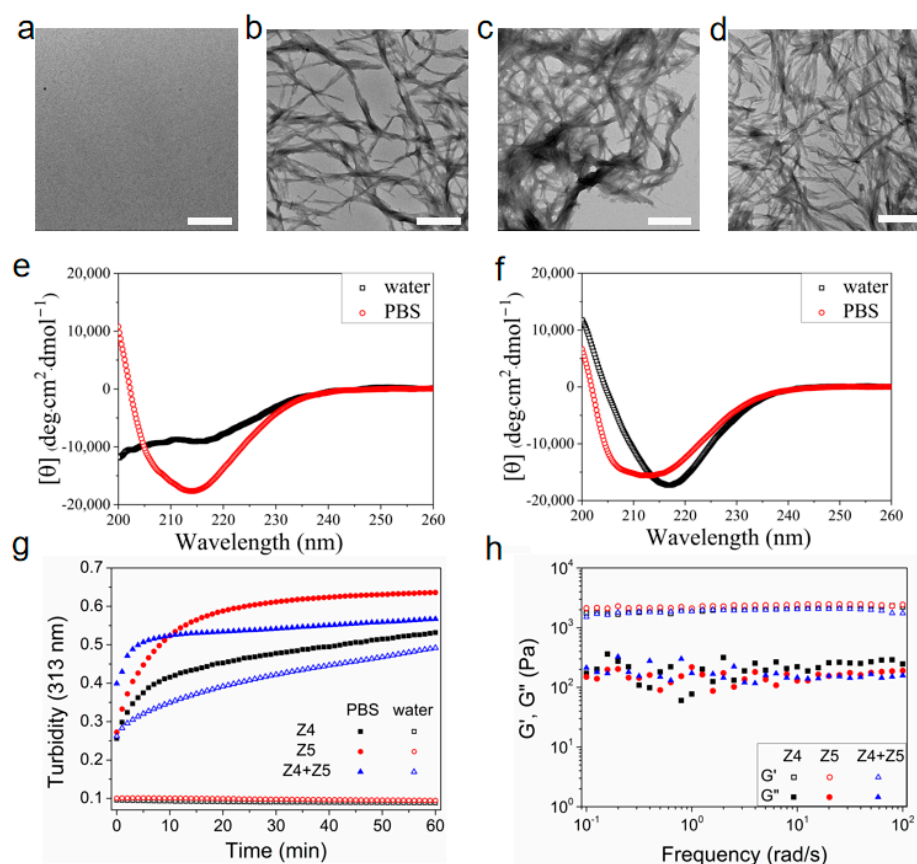 a b c d
e
20,000
10,000
0
-10,000
-20,000
[θ] (deg·cm²·dmol⁻¹)
water
PBS
200 210 220 230 240 250 260
Wavelength (nm)
f
20,000
10,000
0
-10,000
-20,000
[θ] (deg·cm²·dmol⁻¹)
water
PBS
200 210 220 230 240 250 260
Wavelength (nm)
g
0.7
0.6
0.5
0.4
0.3
0.2
0.1
Turbidity (313 nm)
PBS water
Z4
Z5
Z4+Z5
0 10 20 30 40 50 60
Time (min)
h
10⁴
10³
10²
10¹
10⁰
G', G" (Pa)
Z4 Z5 Z4+Z5
G'
G"
10⁻¹ 10⁰ 10¹ 10²
Frequency (rad/s)